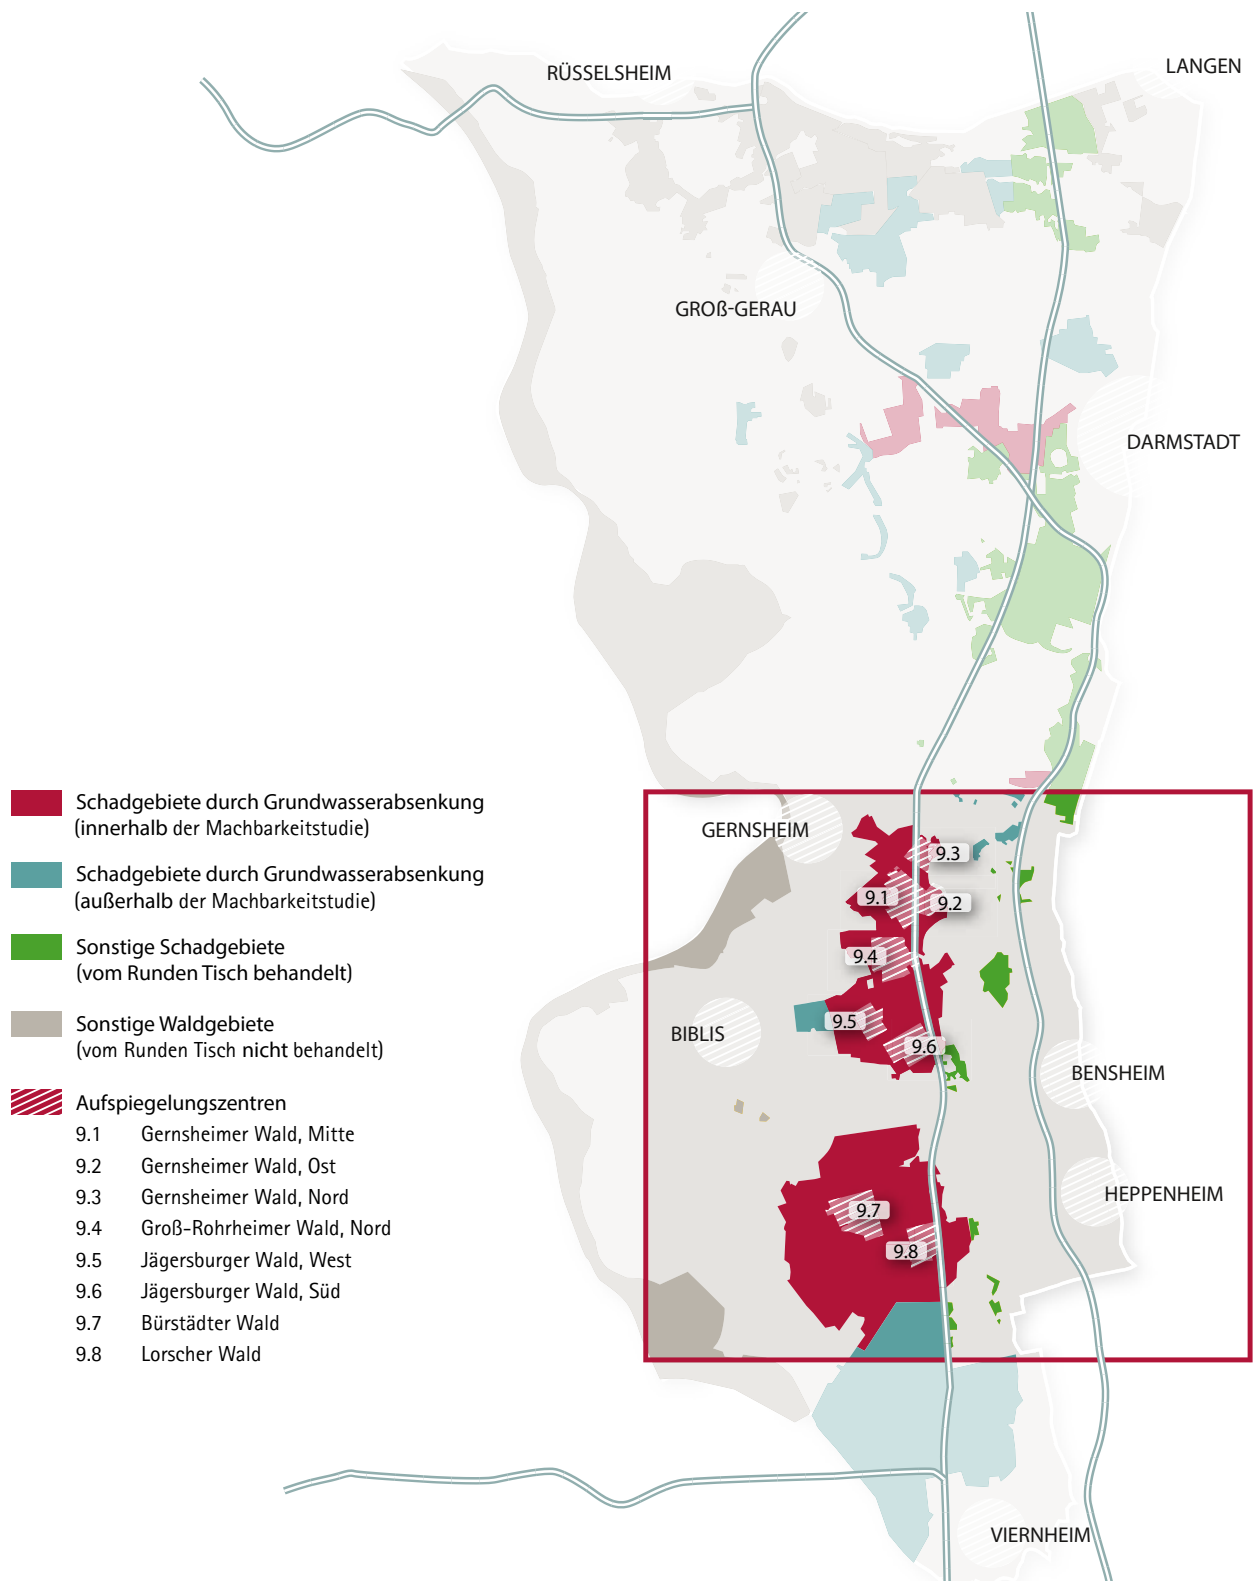 RÜSSELSHEIM
LANGEN
GROß-GERAU
DARMSTADT
Schadgebiete durch Grundwasserabsenkung
(innerhalb der Machbarkeitstudie)
Schadgebiete durch Grundwasserabsenkung
(außerhalb der Machbarkeitstudie)
Sonstige Schadgebiete
(vom Runden Tisch behandelt)
Sonstige Waldgebiete
(vom Runden Tisch nicht behandelt)
Aufspiegelungszentren
9.1 Gernsheimer Wald, Mitte
9.2 Gernsheimer Wald, Ost
9.3 Gernsheimer Wald, Nord
9.4 Groß-Rohrheimer Wald, Nord
9.5 Jägersburger Wald, West
9.6 Jägersburger Wald, Süd
9.7 Bürstädter Wald
9.8 Lorscher Wald
GERNSHEIM
9.3
9.1
9.2
9.4
9.5
BIBLIS
9.6
BENSHEIM
HEPPENHEIM
9.7
9.8
VIERNHEIM